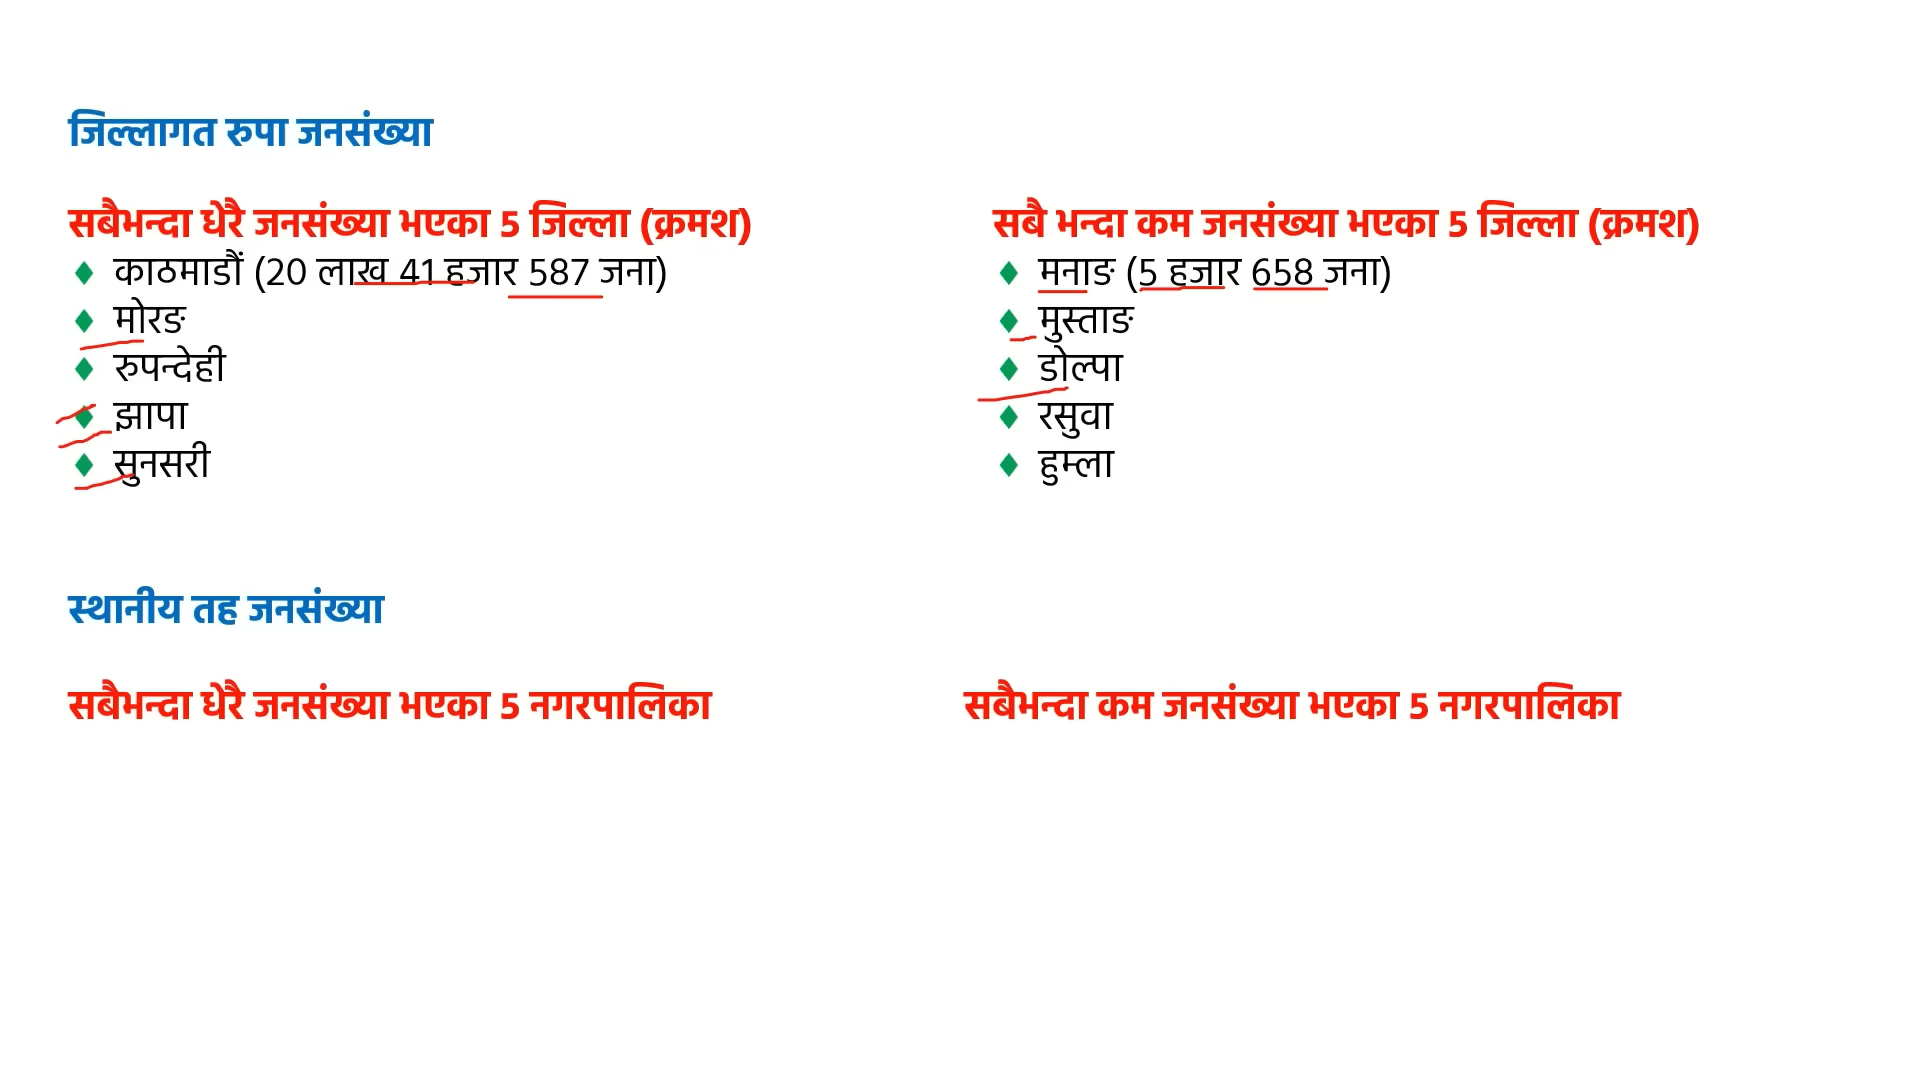 जिल्लागत रुपा जनसंख्या
सबैभन्दा धेरै जनसंख्या भएका 5 जिल्ला (क्रमश)
काठमाडौं (20 लाख 41 हजार 587 जना)
मोरङ
रुपन्देही
झापा
सुनसरी
सबै भन्दा कम जनसंख्या भएका 5 जिल्ला (क्रमश)
मनाङ (5 हजार 658 जना)
मुस्ताङ
डोल्पा
रसुवा
हुम्ला
स्थानीय तह जनसंख्या
सबैभन्दा धेरै जनसंख्या भएका 5 नगरपालिका
सबैभन्दा कम जनसंख्या भएका 5 नगरपालिका